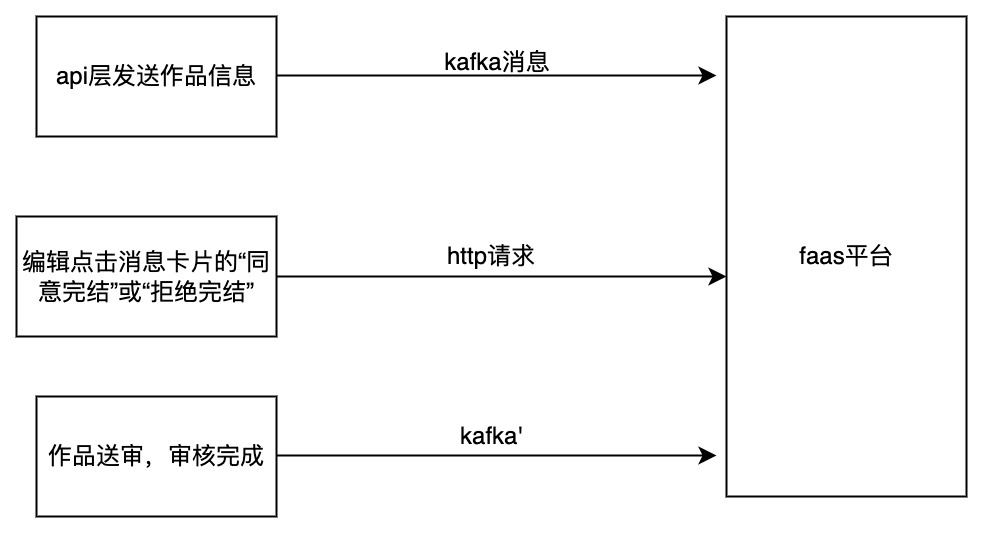 api层发送作品信息
kafka消息
编辑点击消息卡片的“同
意完结”或“拒绝完结”
http请求
faas平台
作品送审，审核完成
kafka'